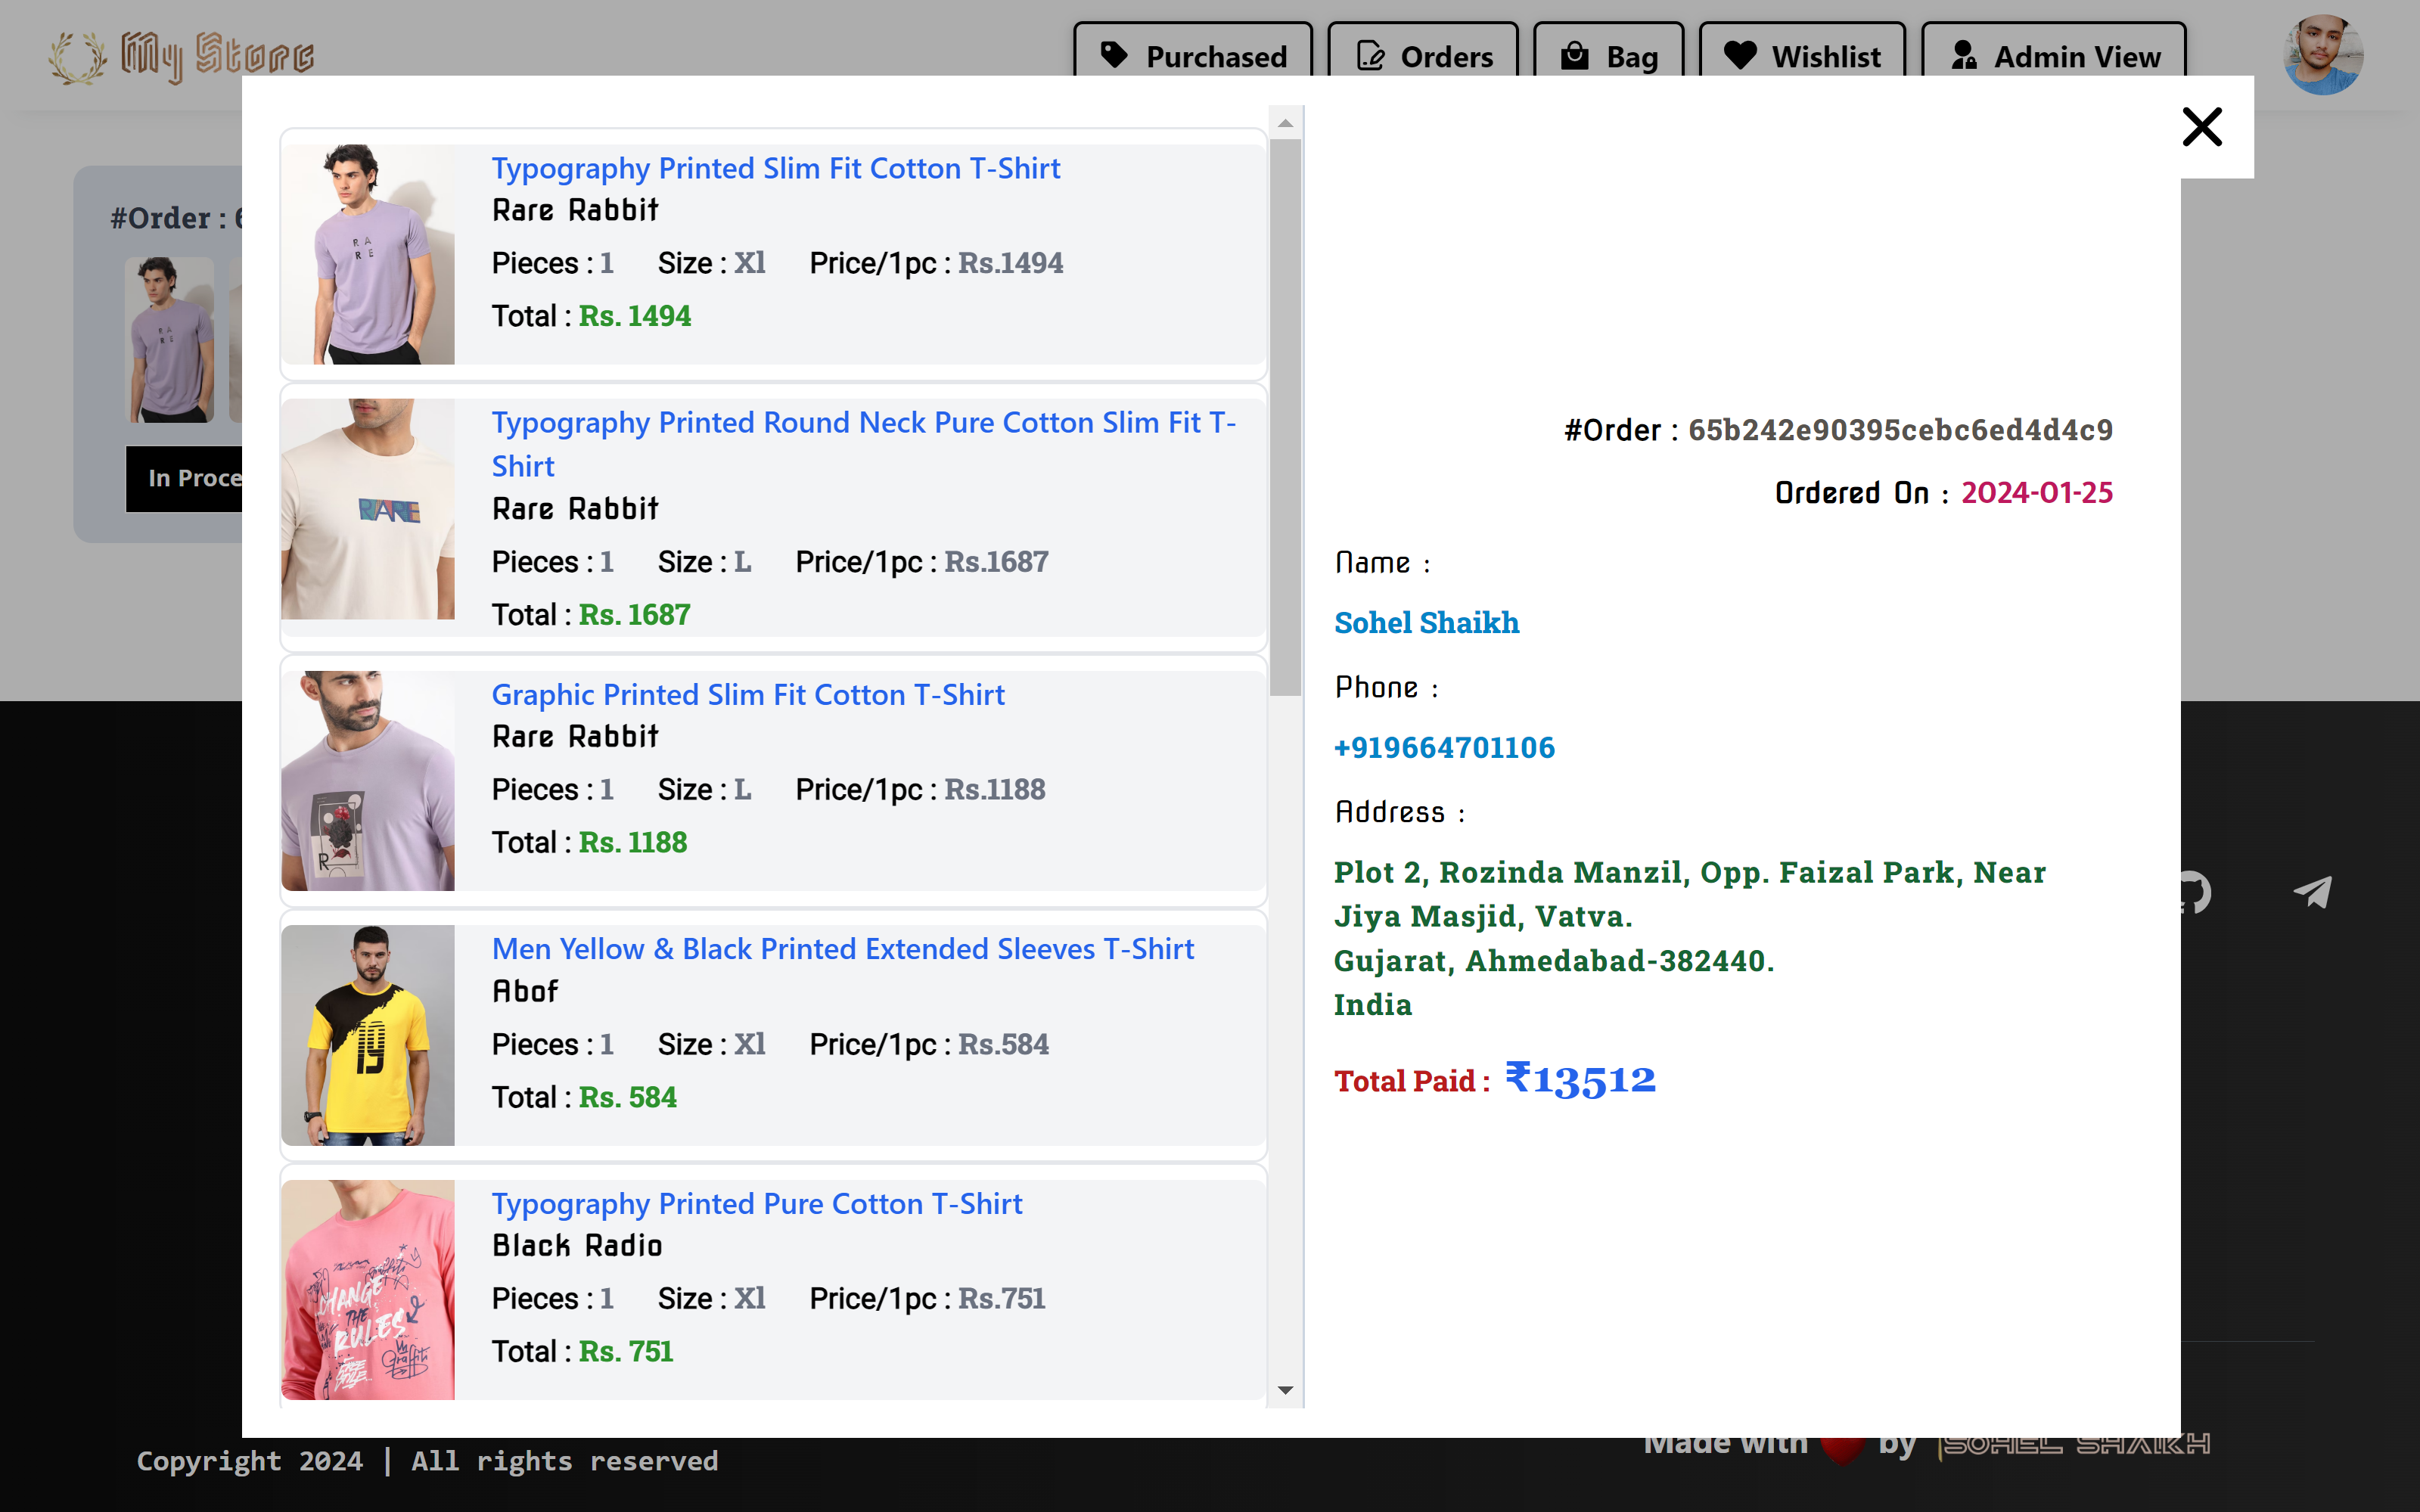 My Store
Purchased
Orders
Bag
Wishlist
Admin View
#Order : 6
In Proce
Typography Printed Slim Fit Cotton T-Shirt
Rare Rabbit
Pieces : 1 Size : Xl Price/1pc : Rs.1494
Total : Rs. 1494
RA
RE
Typography Printed Round Neck Pure Cotton Slim Fit T-
Shirt
Rare Rabbit
Pieces : 1 Size : L Price/1pc : Rs.1687
Total : Rs. 1687
RARE
Graphic Printed Slim Fit Cotton T-Shirt
Rare Rabbit
Pieces : 1 Size : L Price/1pc : Rs.1188
Total : Rs. 1188
R
Men Yellow & Black Printed Extended Sleeves T-Shirt
Abof
Pieces : 1 Size : Xl Price/1pc : Rs.584
Total : Rs. 584
19
Typography Printed Pure Cotton T-Shirt
Black Radio
Pieces : 1 Size : Xl Price/1pc : Rs.751
Total : Rs. 751
CHANGE
THE
RULES
#Order : 65b242e90395cebc6ed4d4c9
Ordered On : 2024-01-25
Name :
Sohel Shaikh
Phone :
+919664701106
Address :
Plot 2, Rozinda Manzil, Opp. Faizal Park, Near
Jiya Masjid, Vatva.
Gujarat, Ahmedabad-382440.
India
Total Paid : ₹13512
Copyright 2024 | All rights reserved
Made with by SOHEL SHAIKH